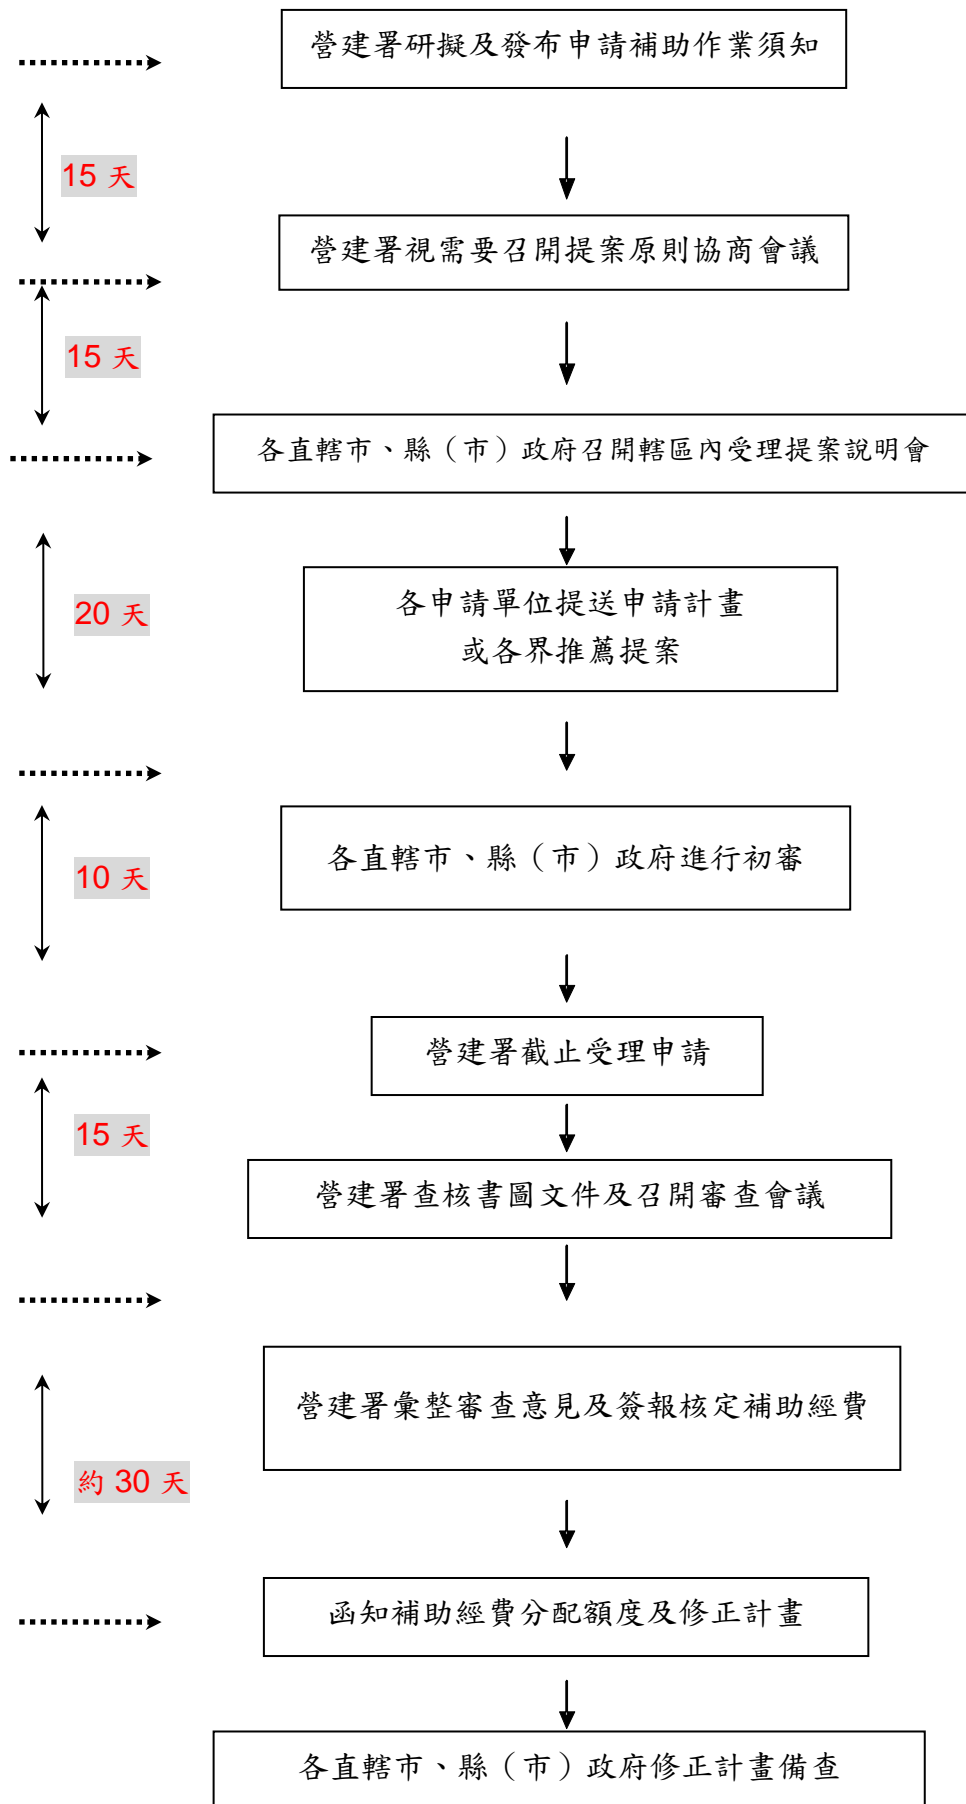 營建署研擬及發布申請補助作業須知
15 天
營建署視需要召開提案原則協商會議
15 天
各直轄市、縣（市）政府召開轄區內受理提案說明會
20 天
各申請單位提送申請計畫
或各界推薦提案
各直轄市、縣（市）政府進行初審
10 天
營建署截止受理申請
15 天
營建署查核書圖文件及召開審查會議
營建署彙整審查意見及簽報核定補助經費
約 30 天
函知補助經費分配額度及修正計畫
各直轄市、縣（市）政府修正計畫備查